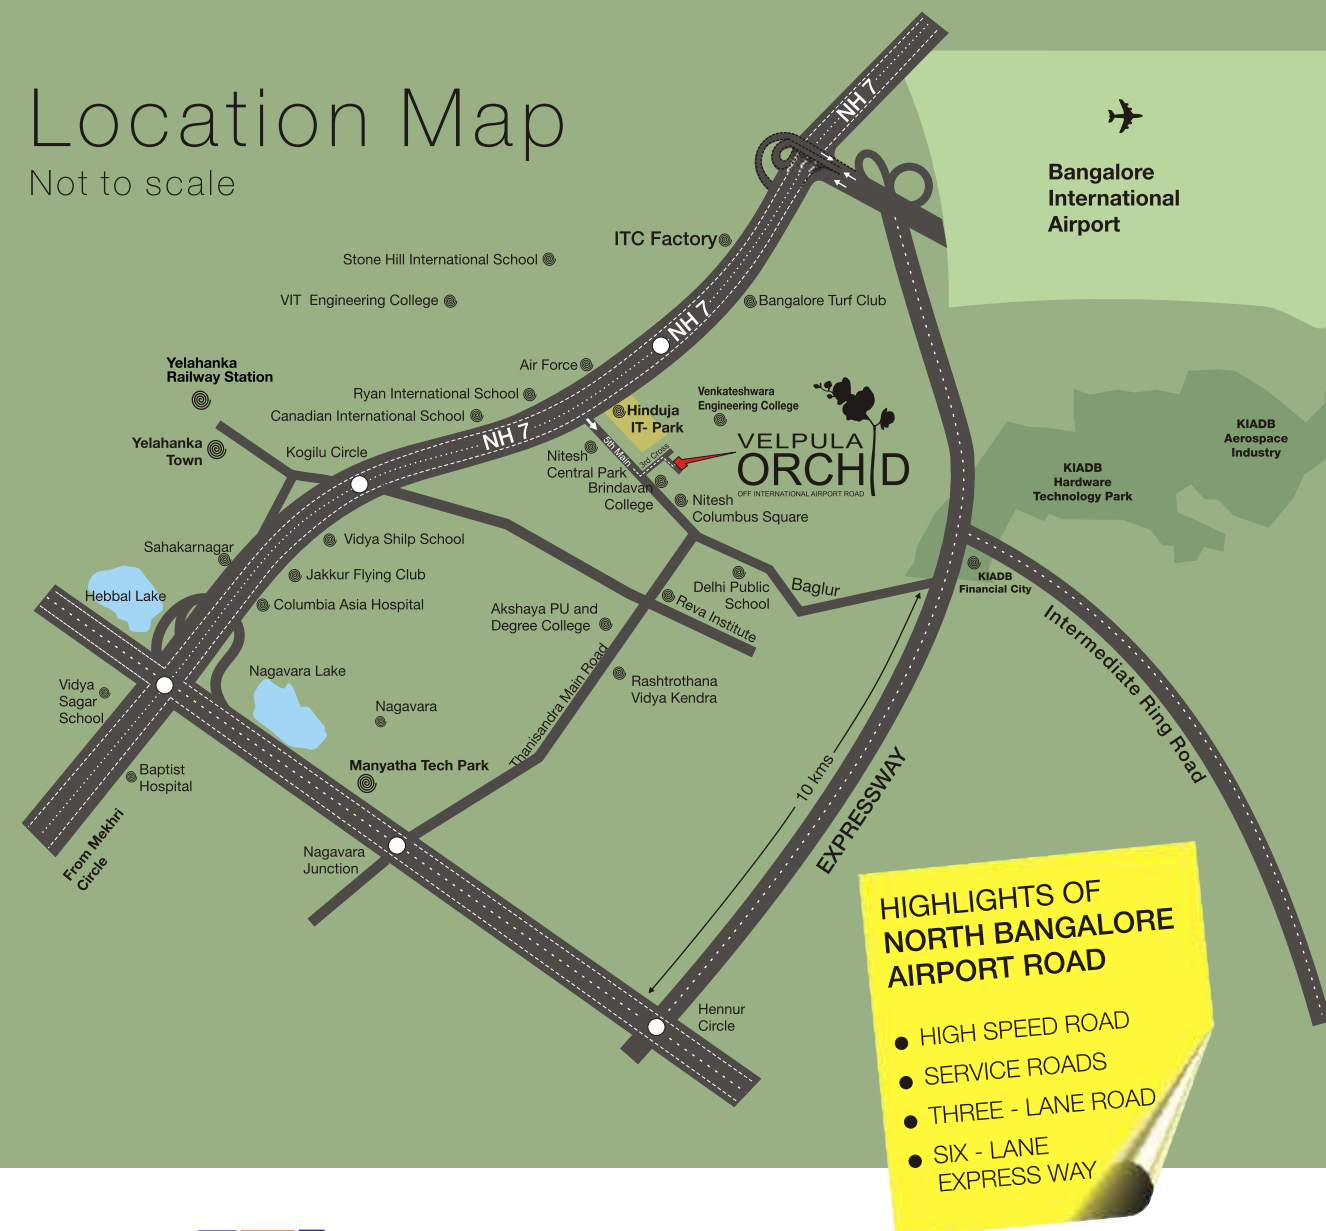 Location Map
Not to scale
NH 7
Bangalore
International
Airport
ITC Factory
Stone Hill International School
VIT Engineering College
Bangalore Turf Club
NH 7
Yelahanka
Railway Station
Air Force
Ryan International School
Canadian International School
Venkateshwara
Engineering College
Hinduja
IT- Park
NH 7
Yelahanka
Town
Kogilu Circle
5th Main
3rd Cross
Nitesh
Central Park
Brindavan
College
VELPULA
ORCHID
OFF INTERNATIONAL AIRPORT ROAD
Nitesh
Columbus Square
KIADB
Aerospace
Industry
KIADB
Hardware
Technology Park
Sahakarnagar
Vidya Shilp School
Jakkur Flying Club
Columbia Asia Hospital
Hebbal Lake
Delhi Public
School
Baglur
KIADB
Financial City
Akshaya PU and
Degree College
Reva Institute
Intermediate Ring Road
Nagavara Lake
Rashtrothana
Vidya Kendra
Vidya
Sagar
School
Nagavara
Thanisandra Main Road
Manyatha Tech Park
Baptist
Hospital
10 kms
EXPRESSWAY
From Mekhri
Circle
Nagavara
Junction
Hennur
Circle
HIGHLIGHTS OF
NORTH BANGALORE
AIRPORT ROAD
● HIGH SPEED ROAD
● SERVICE ROADS
● THREE - LANE ROAD
● SIX - LANE
EXPRESS WAY